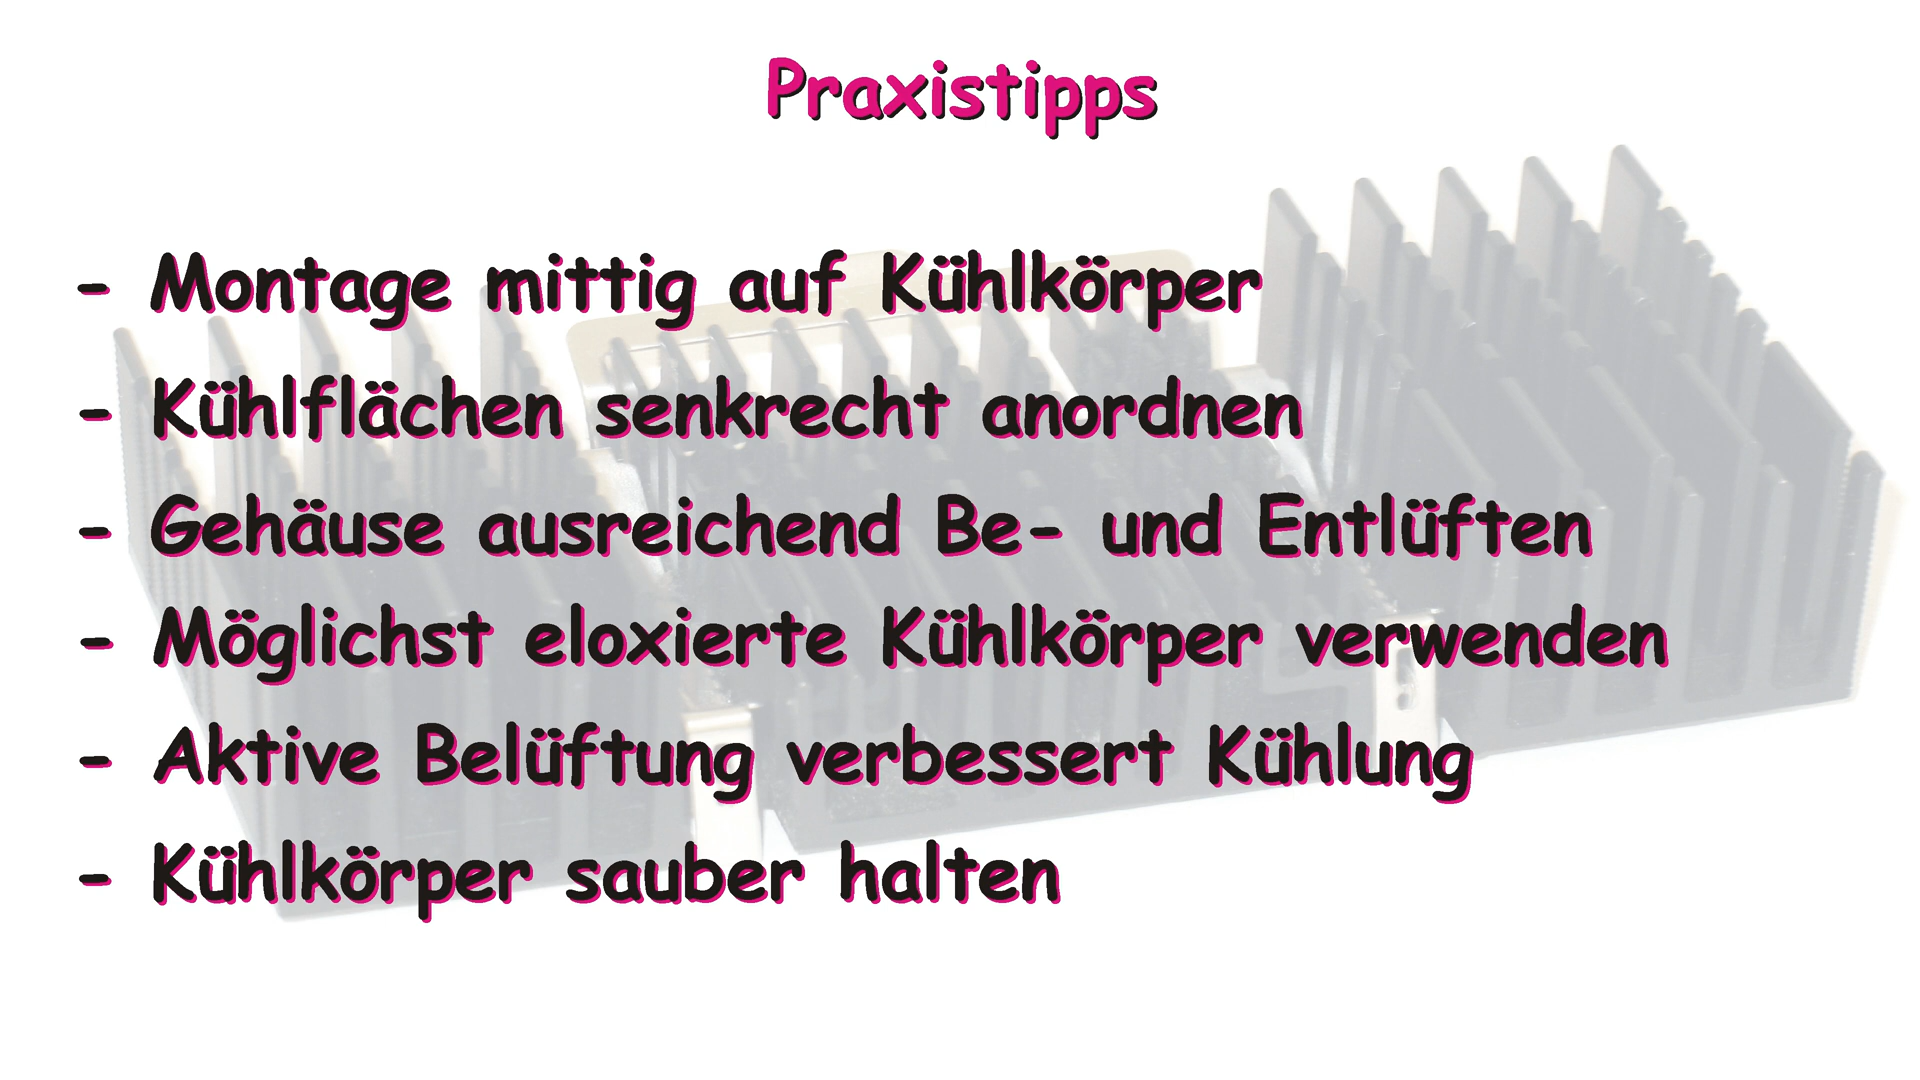 Praxistipps
- Montage mittig auf Kühlkörper
- Kühlflächen senkrecht anordnen
- Gehäuse ausreichend Be- und Entlüften
- Möglichst eloxierte Kühlkörper verwenden
- Aktive Belüftung verbessert Kühlung
- Kühlkörper sauber halten